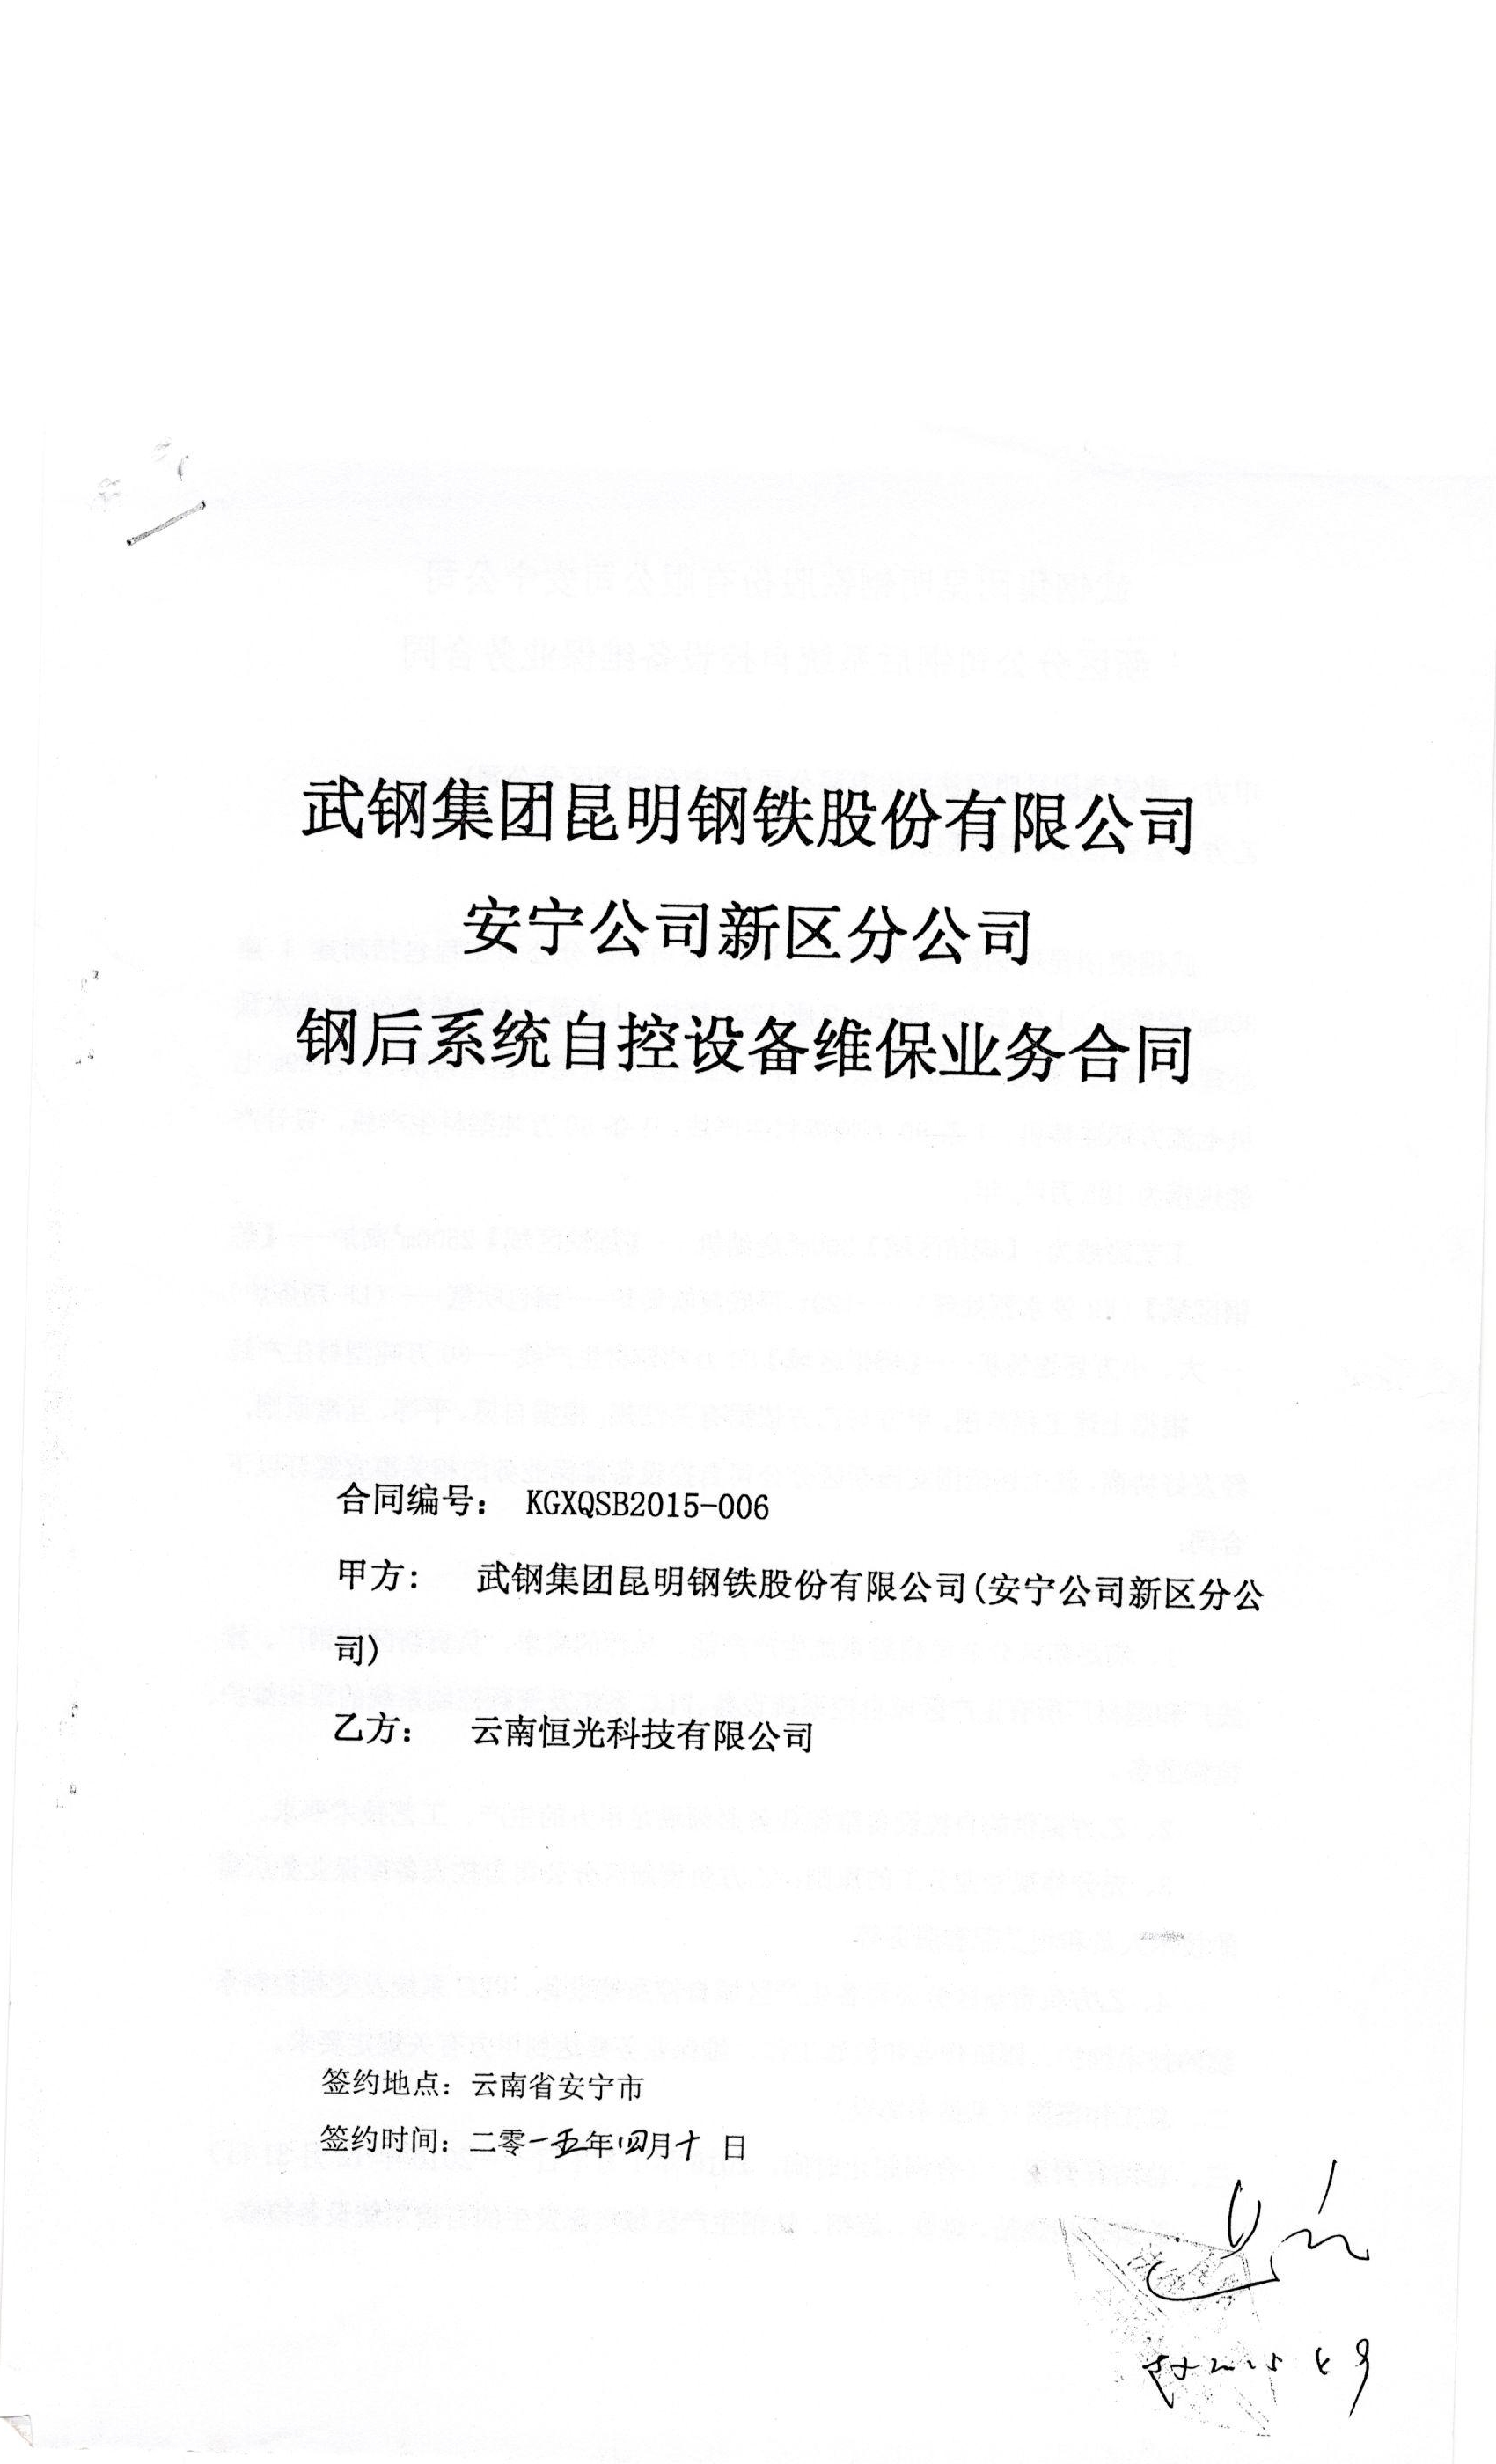 武钢集团昆明钢铁股份有限公司
安宁公司新区分公司
钢后系统自控设备维保业务合同
合同编号： KGXQSB2015-006
甲方： 武钢集团昆明钢铁股份有限公司(安宁公司新区分公
司)
乙方： 云南恒光科技有限公司
签约地点：云南省安宁市
签约时间：二零一五年四月十 日